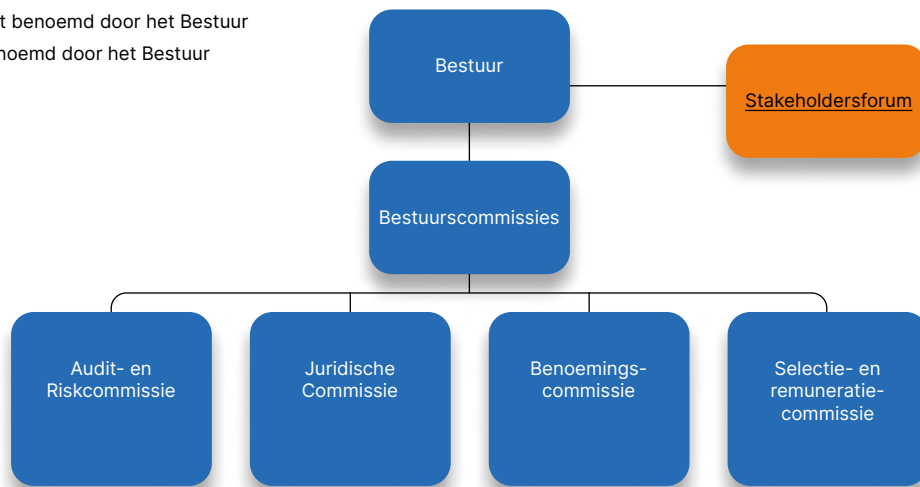 benoemd door het Bestuur
door het Bestuur
Bestuur
Stakeholdersforum
Bestuurscommissies
Audit- en
Riskcommissie
Juridische
Commissie
Benoemings-
commissie
Selectie- en
remuneratie-
commissie